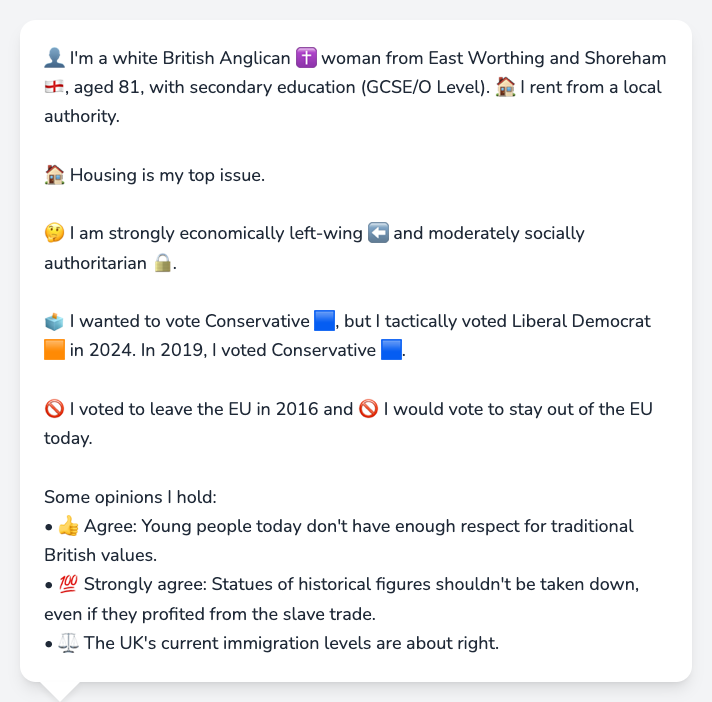 👤 I'm a white British Anglican ✝️ woman from East Worthing and Shoreham
🏴󠁧󠁢󠁥󠁮󠁧󠁿, aged 81, with secondary education (GCSE/O Level). 🏠 I rent from a local
authority.
🏠 Housing is my top issue.
🤔 I am strongly economically left-wing ⬅️ and moderately socially
authoritarian 🔒.
🗳️ I wanted to vote Conservative 🟦, but I tactically voted Liberal Democrat
🟧 in 2024. In 2019, I voted Conservative 🟦.
🚫 I voted to leave the EU in 2016 and 🚫 I would vote to stay out of the EU
today.
Some opinions I hold:
• 👍 Agree: Young people today don't have enough respect for traditional
British values.
• 💯 Strongly agree: Statues of historical figures shouldn't be taken down,
even if they profited from the slave trade.
• ⚖️ The UK's current immigration levels are about right.